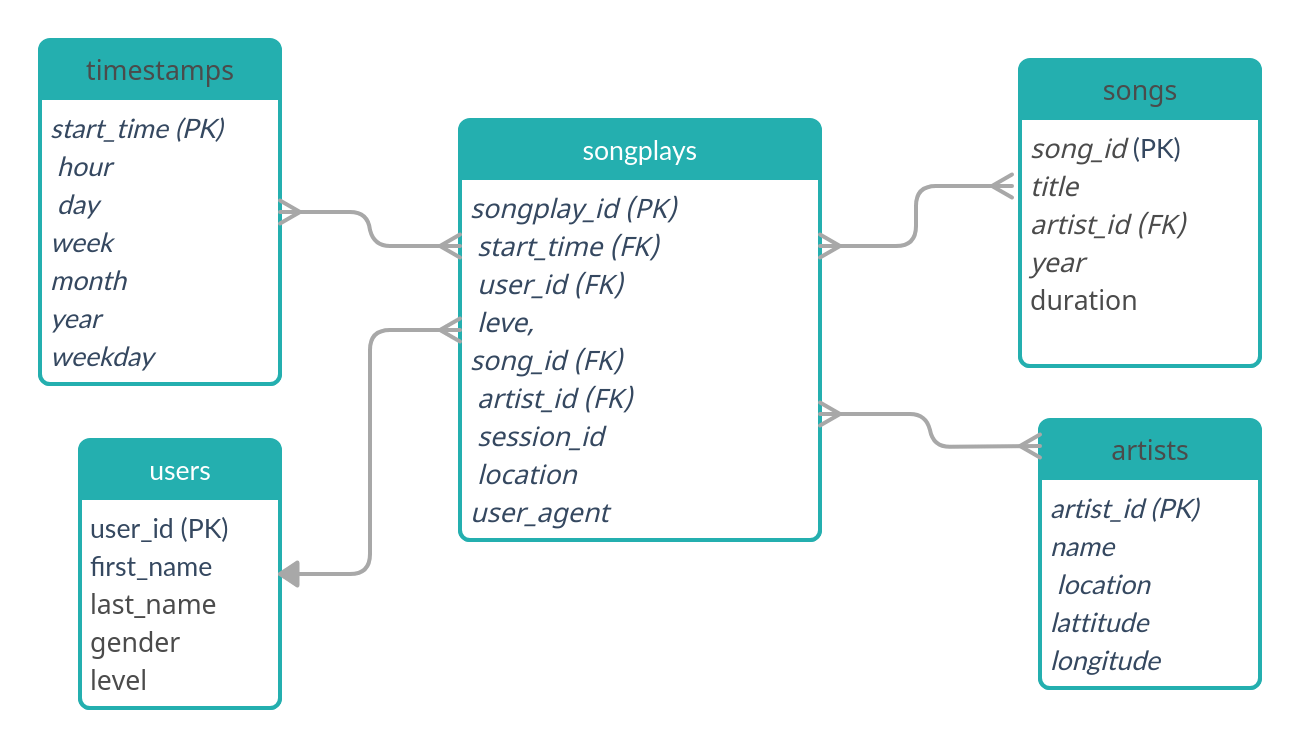 timestamps
start_time (PK)
hour
day
week
month
year
weekday
users
user_id (PK)
first_name
last_name
gender
level
songplays
songplay_id (PK)
start_time (FK)
user_id (FK)
leve,
song_id (FK)
artist_id (FK)
session_id
location
user_agent
songs
song_id (PK)
title
artist_id (FK)
year
duration
artists
artist_id (PK)
name
location
lattitude
longitude